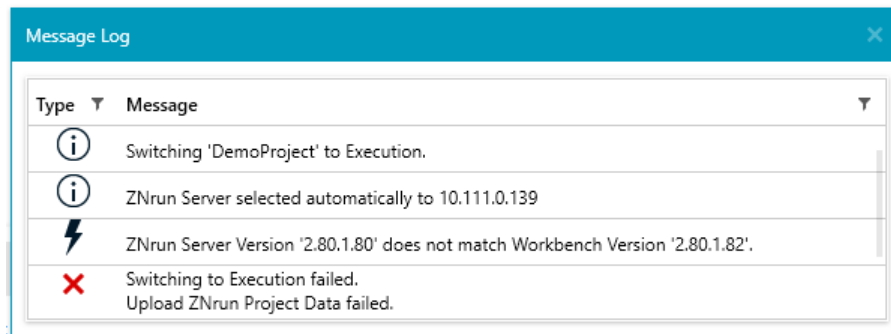 Message Log
Type Message
Switching 'DemoProject' to Execution.
ZNrun Server selected automatically to 10.111.0.139
ZNrun Server Version '2.80.1.80' does not match Workbench Version '2.80.1.82'.
Switching to Execution failed.
Upload ZNrun Project Data failed.